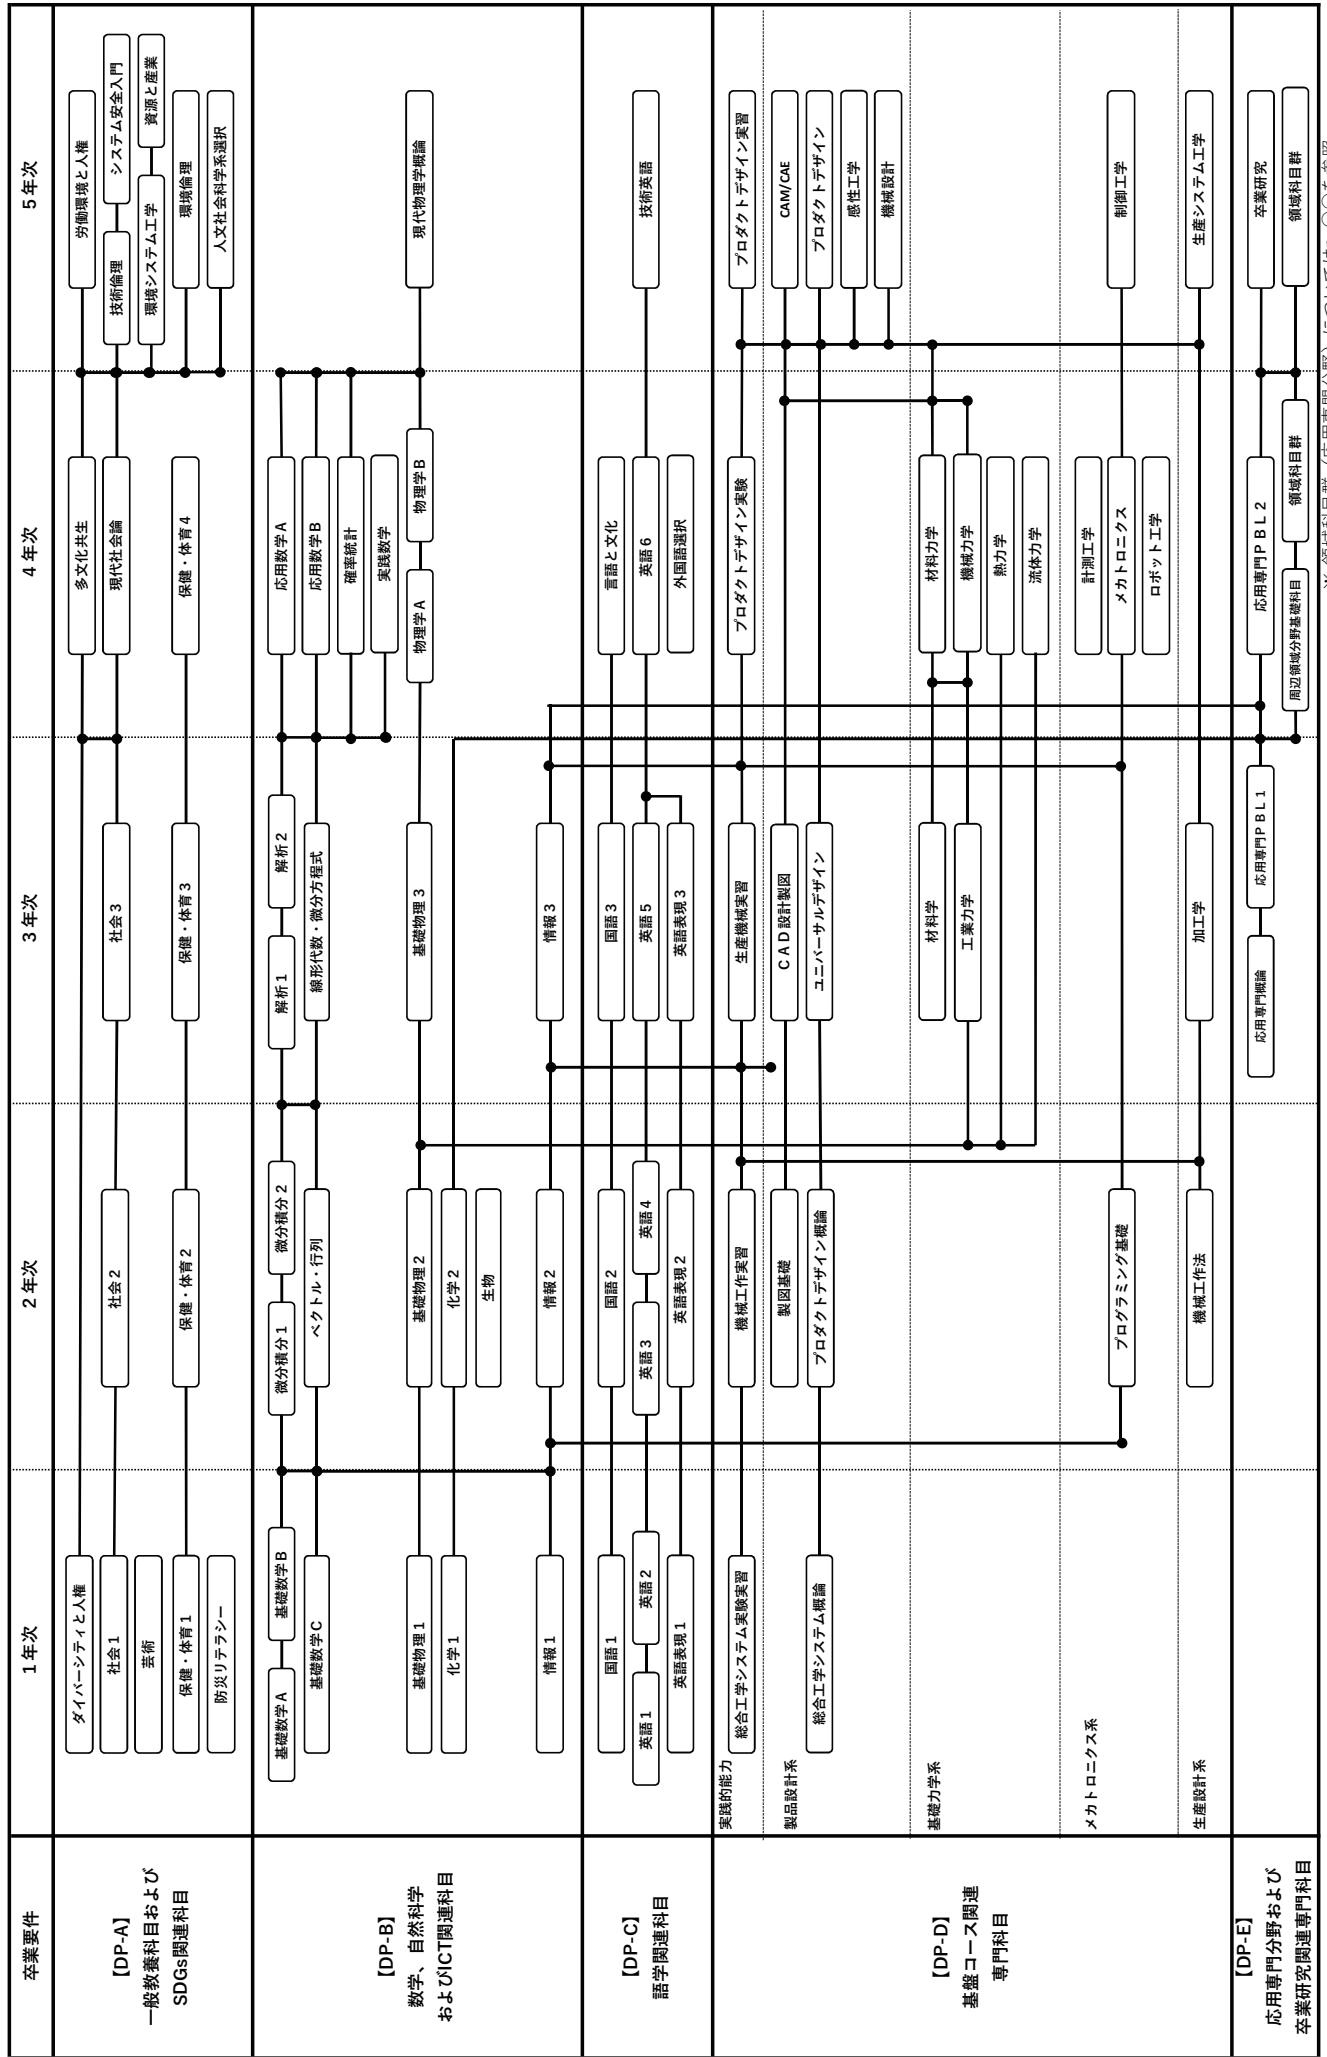 卒業要件
1年次
2年次
3年次
4年次
5年次
【DP-A】
一般教養科目および
SDGs関連科目
ダイバーシティと人権
多文化共生
労働環境と人権
社会1
社会2
社会3
現代社会論
技術倫理
システム安全入門
芸術
環境システム工学
資源と産業
保健・体育1
保健・体育2
保健・体育3
保健・体育4
環境倫理
防災リテラシー
人文社会科学系選択
【DP-B】
数学、自然科学
およびICT関連科目
基礎数学A
基礎数学B
微分積分1
微分積分2
解析1
解析2
応用数学A
基礎数学C
ベクトル・行列
線形代数・微分方程式
応用数学B
確率統計
実践数学
基礎物理1
基礎物理2
基礎物理3
物理学A
物理学B
現代物理学概論
化学1
化学2
生物
情報1
情報2
情報3
【DP-C】
語学関連科目
国語1
国語2
国語3
言語と文化
英語1
英語2
英語3
英語4
英語5
英語6
技術英語
英語表現1
英語表現2
英語表現3
外国語選択
【DP-D】
基盤コース関連
専門科目
実践的能力
総合工学システム実験実習
機械工作実習
生産機械実習
プロダクトデザイン実験
プロダクトデザイン実習
製品設計系
製図基礎
CAD設計製図
CAM/CAE
総合工学システム概論
プロダクトデザイン概論
ユニバーサルデザイン
プロダクトデザイン
感性工学
機械設計
基礎力学系
材料学
材料力学
工業力学
機械力学
熱力学
流体力学
メカトロニクス系
計測工学
プログラミング基礎
メカトロニクス
制御工学
ロボット工学
生産設計系
機械工作法
加工学
生産システム工学
【DP-E】
応用専門分野および
卒業研究関連専門科目
応用専門概論
応用専門PBL1
応用専門PBL2
卒業研究
周辺領域分野基礎科目
領域科目群
領域科目群